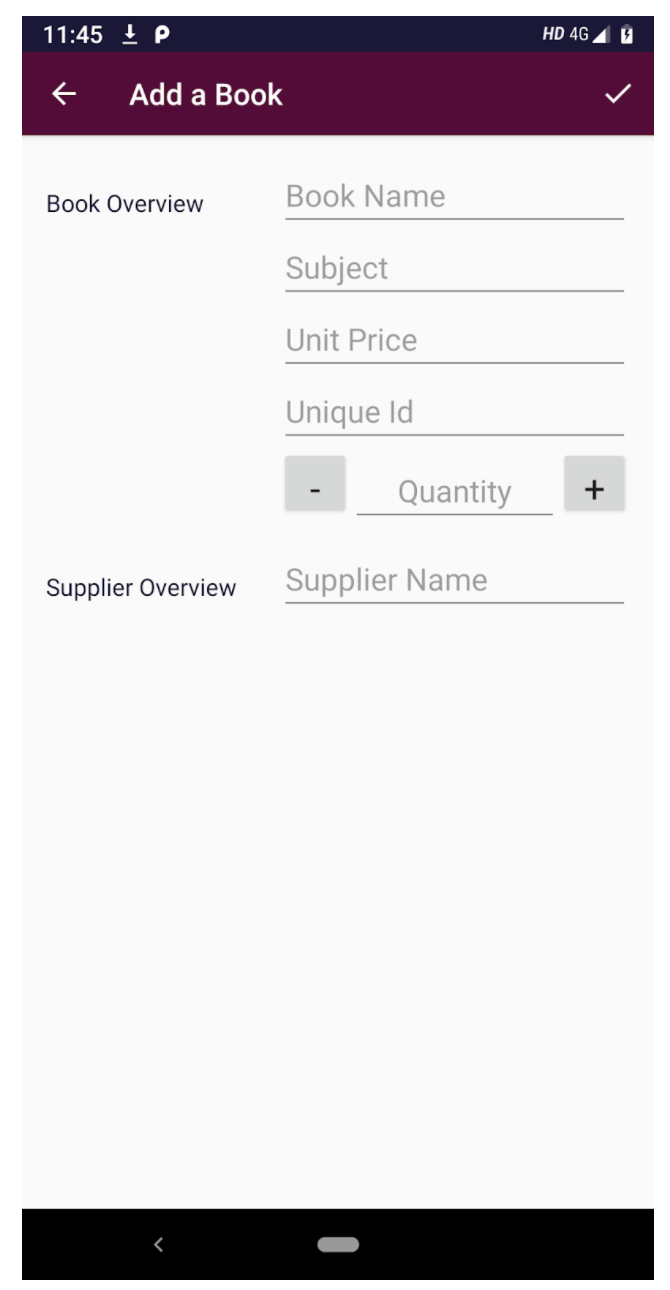 11:45 HD 4G
Add a Book
Book Overview
Book Name
Subject
Unit Price
Unique Id
- Quantity +
Supplier Overview
Supplier Name